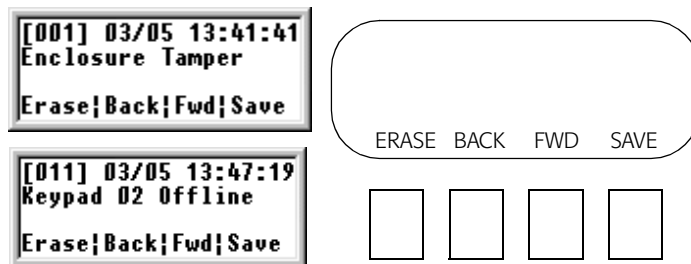 [001] 03/05 13:41:41
Enclosure Tamper
Erase¦Back¦Fwd¦Save
[011] 03/05 13:47:19
Keypad 02 Offline
Erase¦Back¦Fwd¦Save
ERASE BACK FWD SAVE